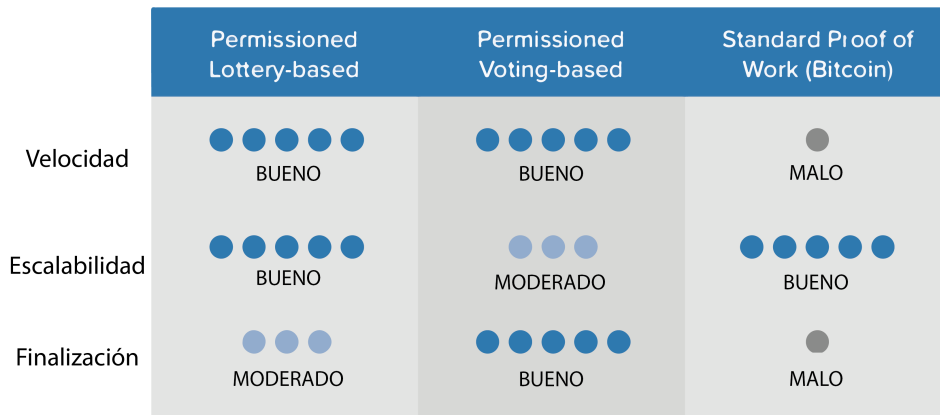 Permissioned
Lottery-based
Permissioned
Voting-based
Standard Proof of
Work (Bitcoin)
Velocidad
BUENO
BUENO
MALO
Escalabilidad
BUENO
MODERADO
BUENO
Finalización
MODERADO
BUENO
MALO